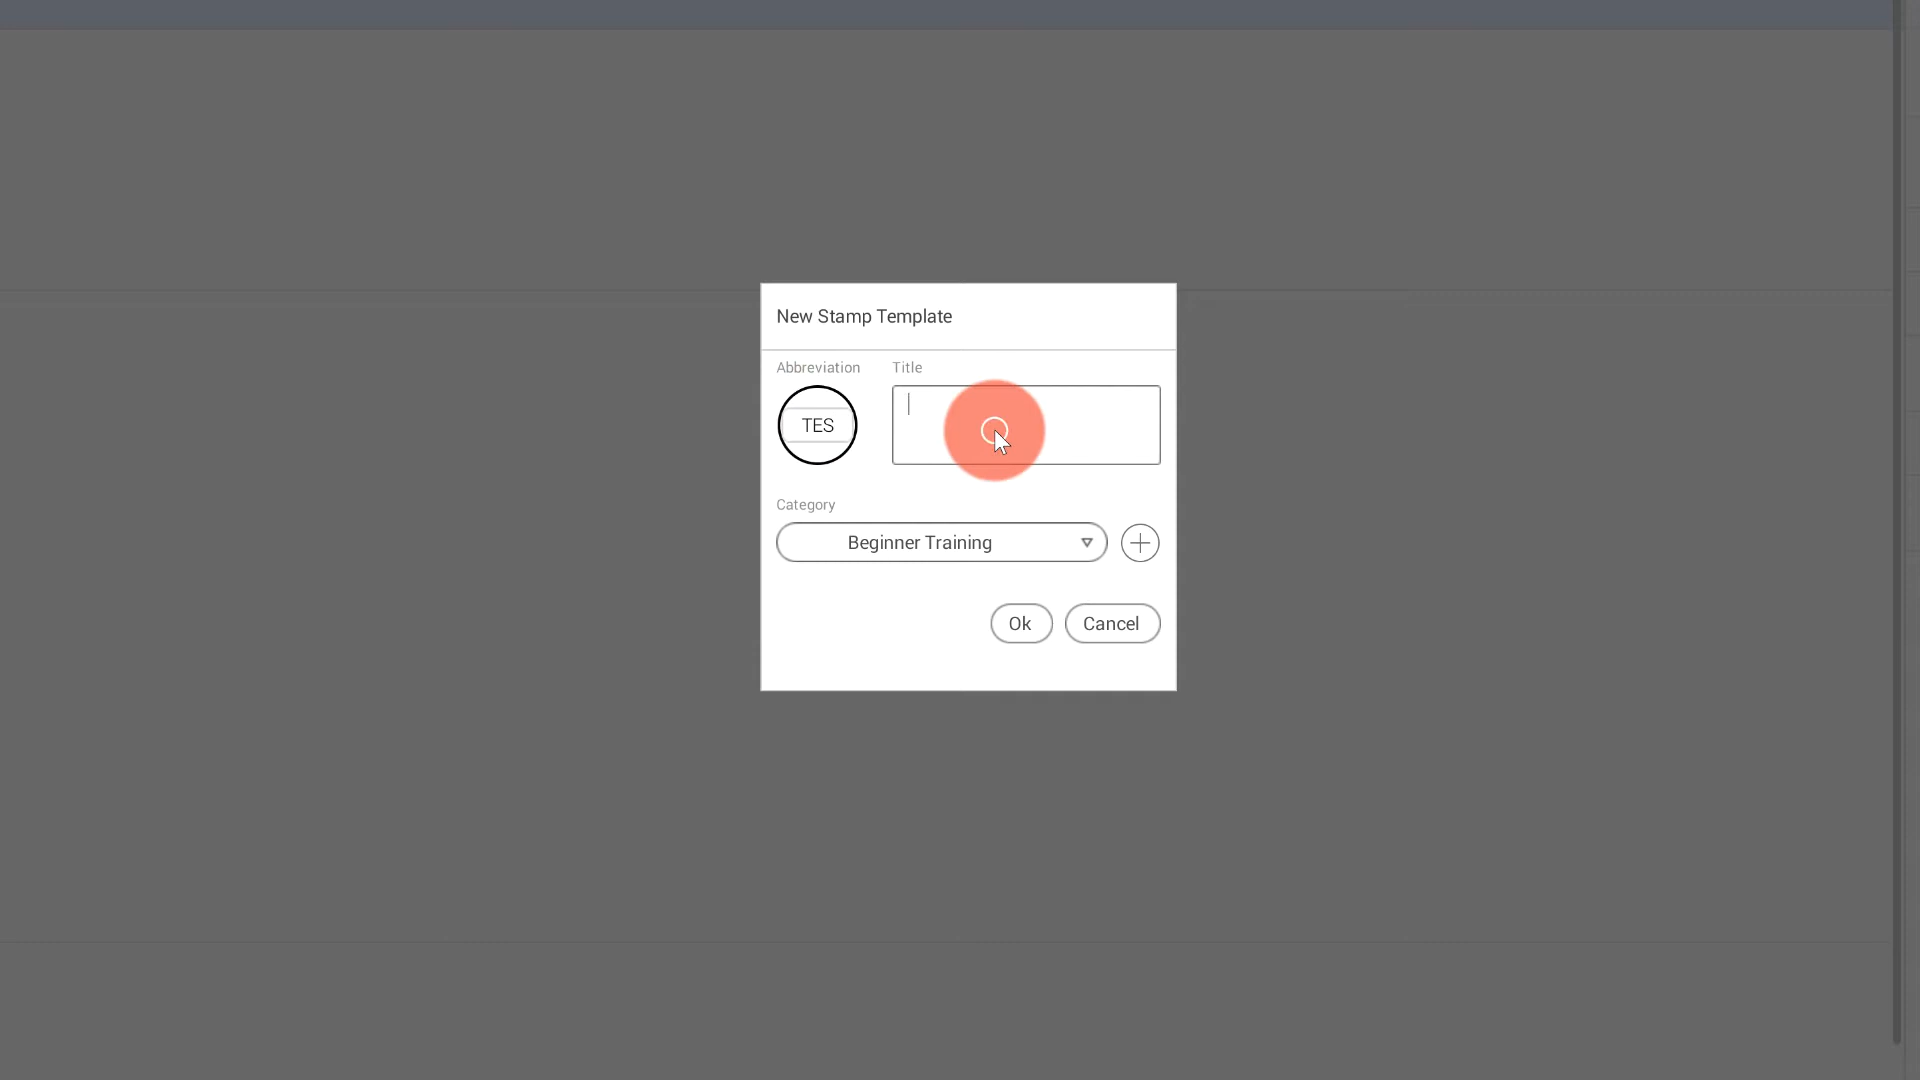 New Stamp Template
Abbreviation
Title
TES
Category
Beginner Training
Ok
Cancel